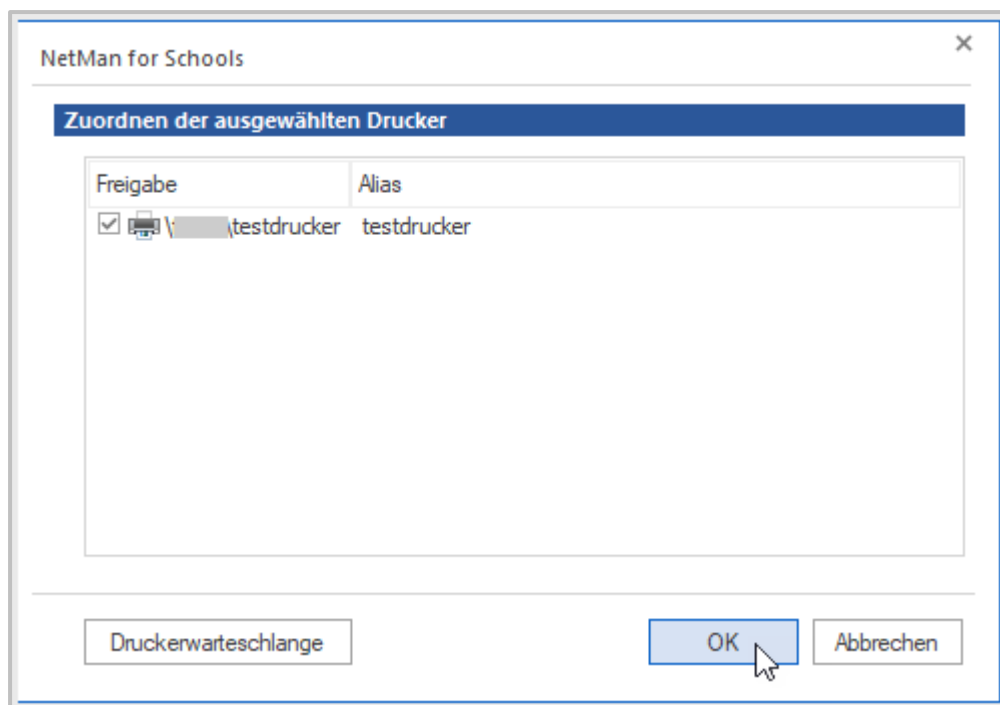 NetMan for Schools
Zuordnen der ausgewählten Drucker
Freigabe Alias
\\testdrucker testdrucker
Druckerwarteschlange OK Abbrechen